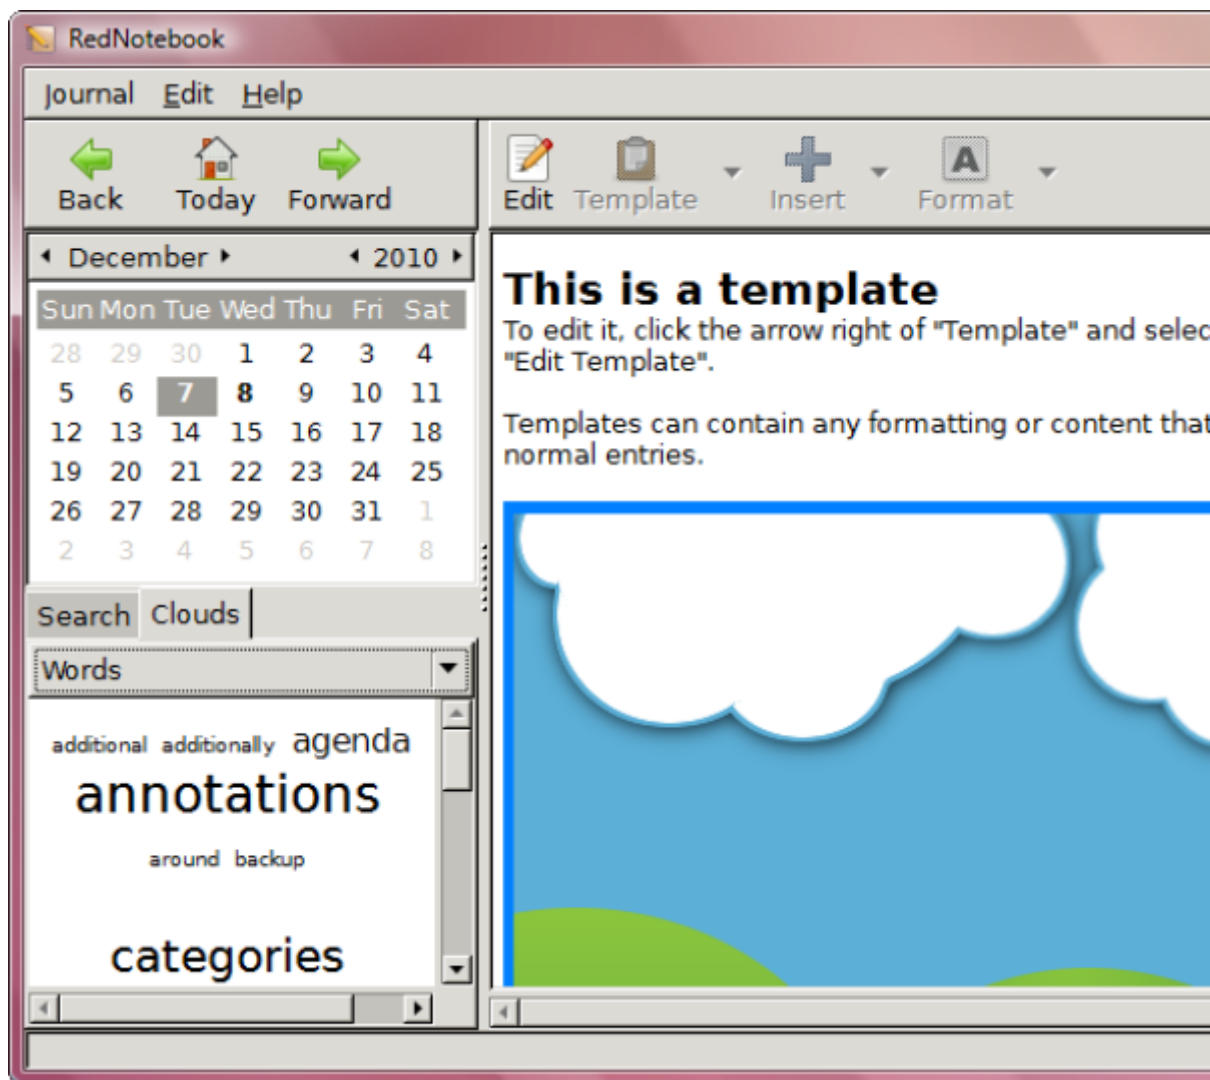 RedNotebook
Journal Edit Help
Back Today Forward
Edit Template Insert Format
December 2010
Sun Mon Tue Wed Thu Fri Sat
28 29 30 1 2 3 4
5 6 7 8 9 10 11
12 13 14 15 16 17 18
19 20 21 22 23 24 25
26 27 28 29 30 31 1
2 3 4 5 6 7 8
Search Clouds
Words
additional additionally agenda
annotations
around backup
categories
This is a template
To edit it, click the arrow right of "Template" and selec
"Edit Template".
Templates can contain any formatting or content that
normal entries.